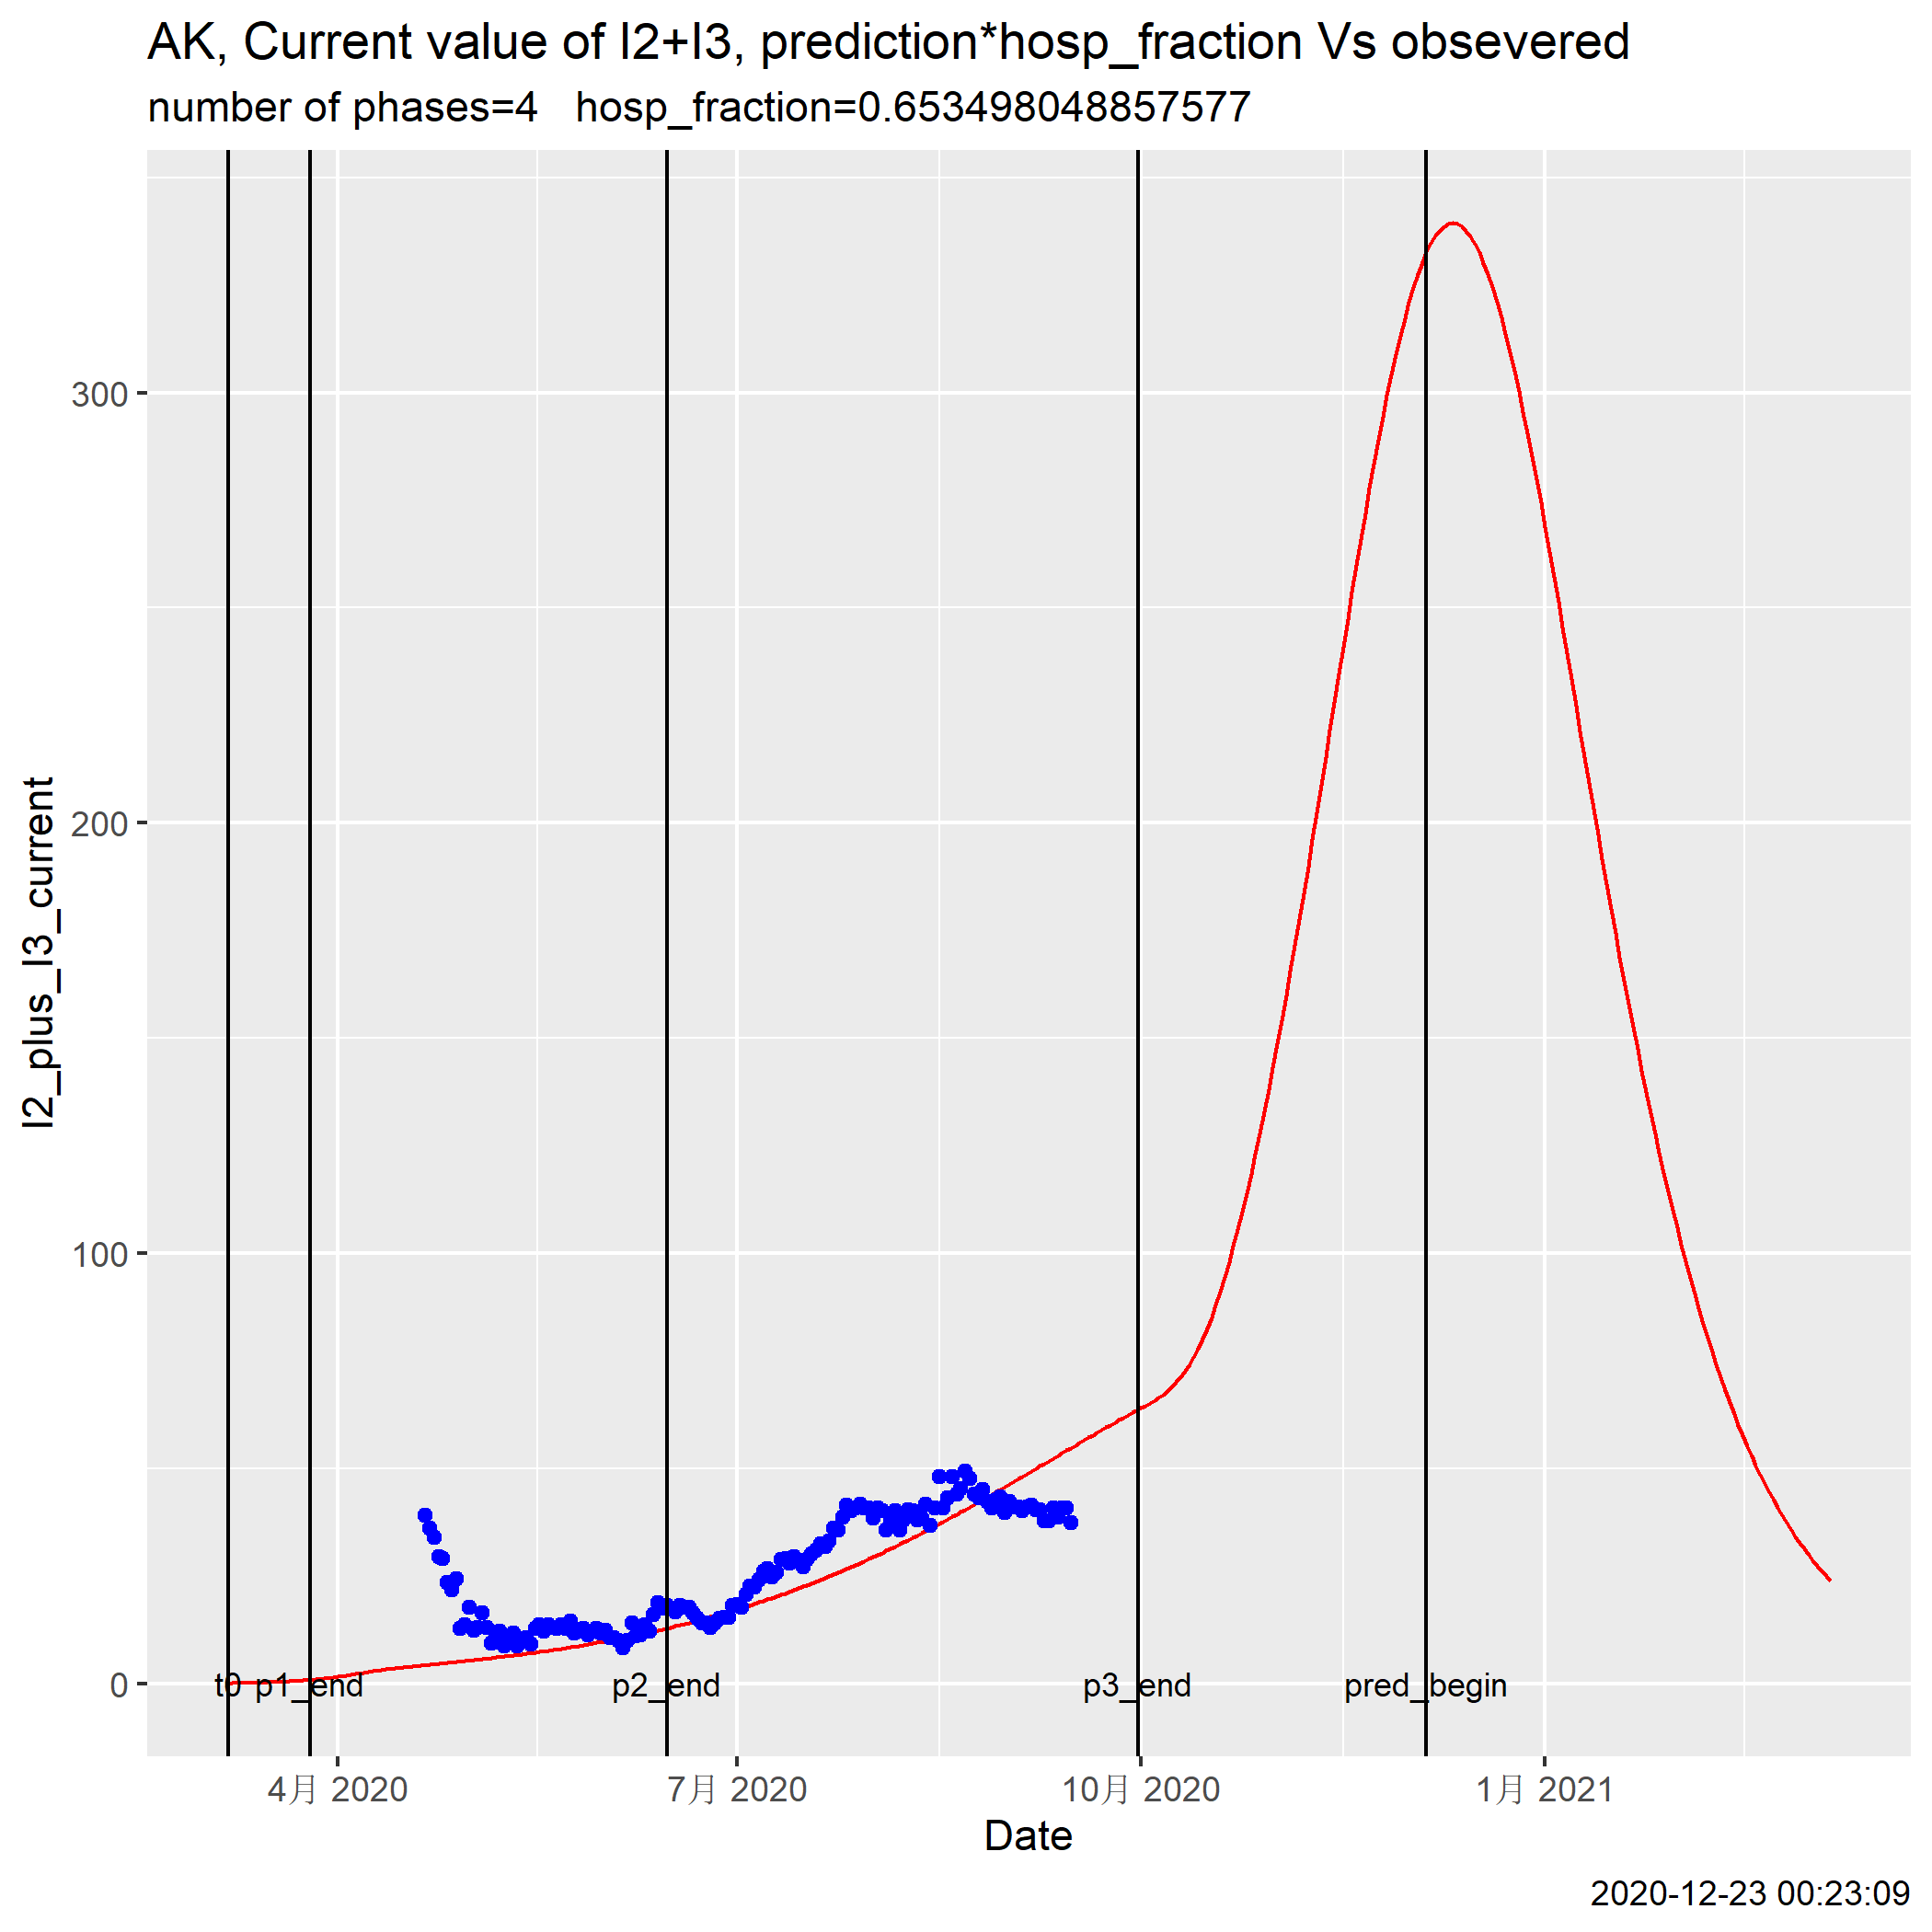 AK, Current value of I2+I3, prediction*hosp_fraction Vs obsevered
number of phases=4 hosp_fraction=0.653498048857577
I2_plus_I3_current
300
200
100
0
t0 p1_end p2_end p3_end pred_begin
4月 2020 7月 2020 10月 2020 1月 2021
Date
2020-12-23 00:23:09